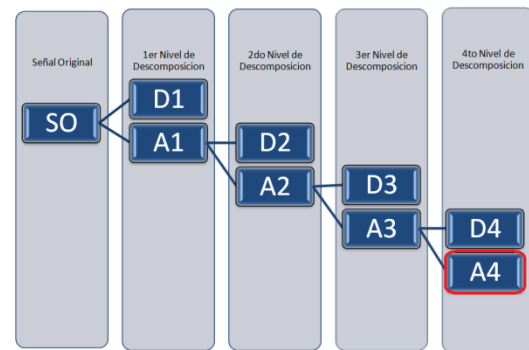 Señal Original
1er Nivel de
Descomposicion
2do Nivel de
Descomposicion
3er Nivel de
Descomposicion
4to Nivel de
Descomposicion
SO
D1
A1
D2
A2
D3
A3
D4
A4